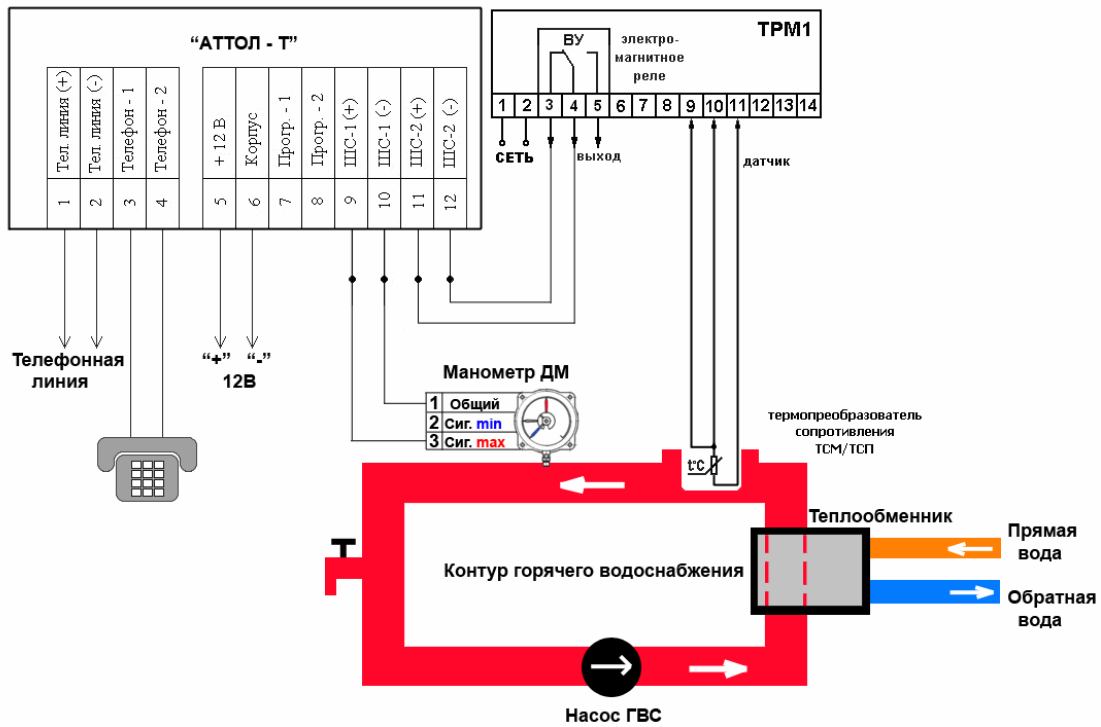 “АТТОЛ - Т”
Тел. линия (+)
Тел. линия (-)
Телефон - 1
Телефон - 2
+ 12 В
Корпус
Прогр. - 1
Прогр. - 2
ШС-1 (+)
ШС-1 (-)
ШС-2 (+)
ШС-2 (-)
1 2 3 4 5 6 7 8 9 10 11 12
ТРМ1
ВУ
электро-
магнитное
реле
1 2 3 4 5 6 7 8 9 10 11 12 13 14
СЕТЬ
выход
датчик
Телефонная
линия
“+” “-”
12В
Манометр ДМ
1 Общий
2 Сиг. min
3 Сиг. max
термопреобразователь
сопротивления
ТСМ/ТСП
t°C
Теплообменник
Прямая
вода
Контур горячего водоснабжения
Обратная
вода
Насос ГВС